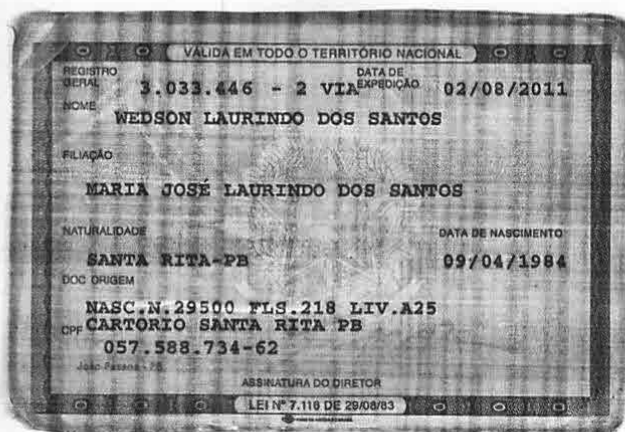 VÁLIDA EM TODO O TERRITÓRIO NACIONAL
REGISTRO GERAL 3.033.446 - 2 VIA DATA DE EXPEDIÇÃO 02/08/2011
NOME
WEDSON LAURINDO DOS SANTOS
FILIAÇÃO
MARIA JOSÉ LAURINDO DOS SANTOS
NATURALIDADE DATA DE NASCIMENTO
SANTA RITA-PB 09/04/1984
DOC ORIGEM
NASC.N.29500 FLS.218 LIV.A25
CARTORIO SANTA RITA PB
CPF
057.588.734-62
João Pessoa - PB
ASSINATURA DO DIRETOR
LEI Nº 7.116 DE 29/08/83